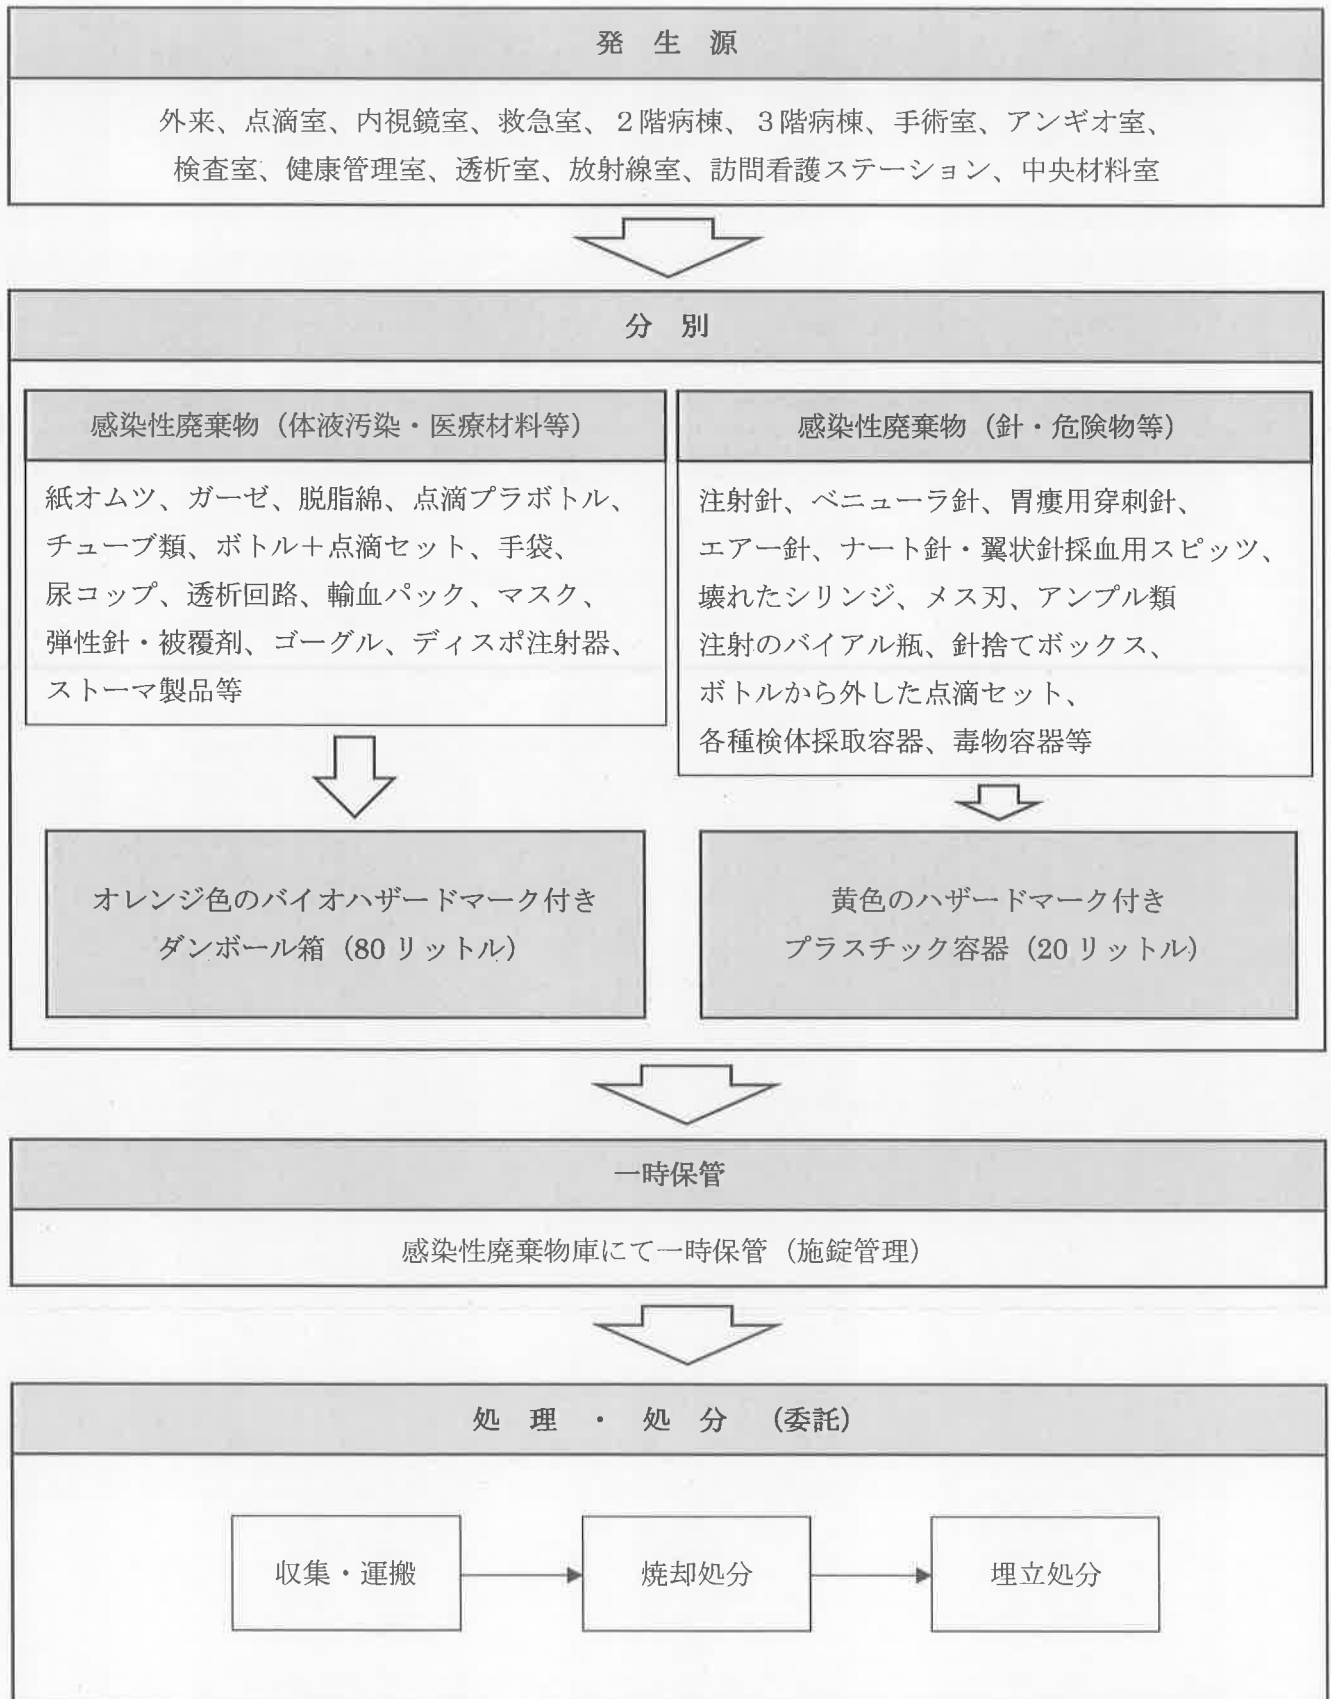 発 生 源
外来、点滴室、内視鏡室、救急室、２階病棟、３階病棟、手術室、アンギオ室、
検査室、健康管理室、透析室、放射線室、訪問看護ステーション、中央材料室
分 別
感染性廃棄物（体液汚染・医療材料等）
紙オムツ、ガーゼ、脱脂綿、点滴プラボトル、
チューブ類、ボトル＋点滴セット、手袋、
尿コップ、透析回路、輸血パック、マスク、
弾性針・被覆剤、ゴーグル、ディスポ注射器、
ストーマ製品等
オレンジ色のバイオハザードマーク付き
ダンボール箱（80 リットル）
感染性廃棄物（針・危険物等）
注射針、ベニューラ針、胃瘻用穿刺針、
エアー針、ナート針・翼状針採血用スピッツ、
壊れたシリンジ、メス刃、アンプル類
注射のバイアル瓶、針捨てボックス、
ボトルから外した点滴セット、
各種検体採取容器、毒物容器等
黄色のハザードマーク付き
プラスチック容器（20 リットル）
一時保管
感染性廃棄物庫にて一時保管（施錠管理）
処 理 ・ 処 分 （委託）
収集・運搬
焼却処分
埋立処分